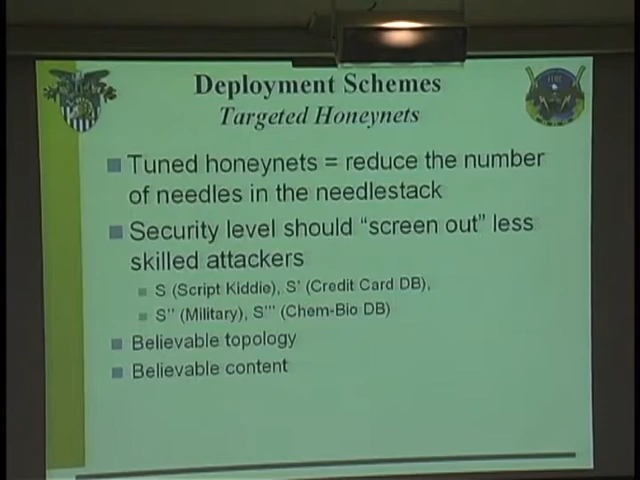 Deployment Schemes
Targeted Honeynets
Tuned honeynets = reduce the number
of needles in the needlestack
Security level should “screen out” less
skilled attackers
S (Script Kiddie), S' (Credit Card DB),
S'' (Military), S''' (Chem-Bio DB)
Believable topology
Believable content